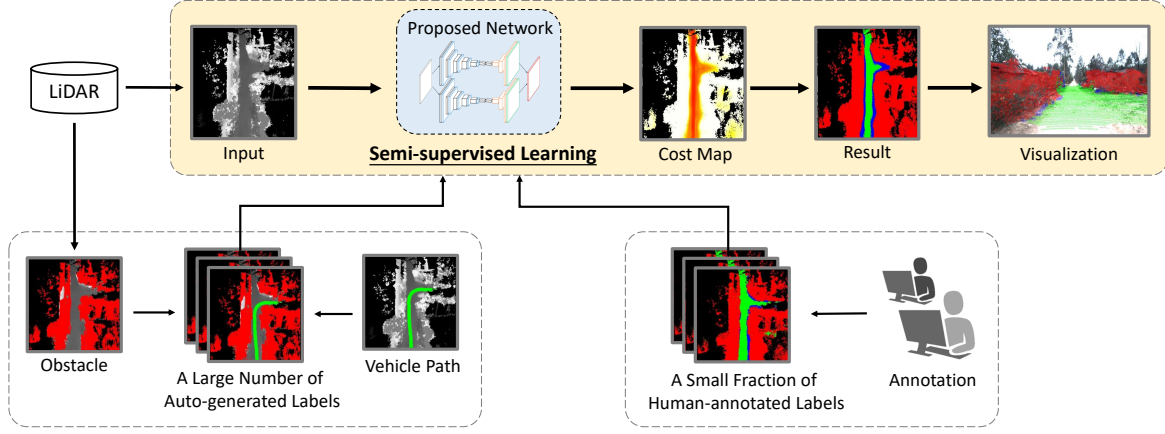 Proposed Network
LiDAR
Input
Semi-supervised Learning
Cost Map
Result
Visualization
Obstacle
A Large Number of
Auto-generated Labels
Vehicle Path
A Small Fraction of
Human-annotated Labels
Annotation